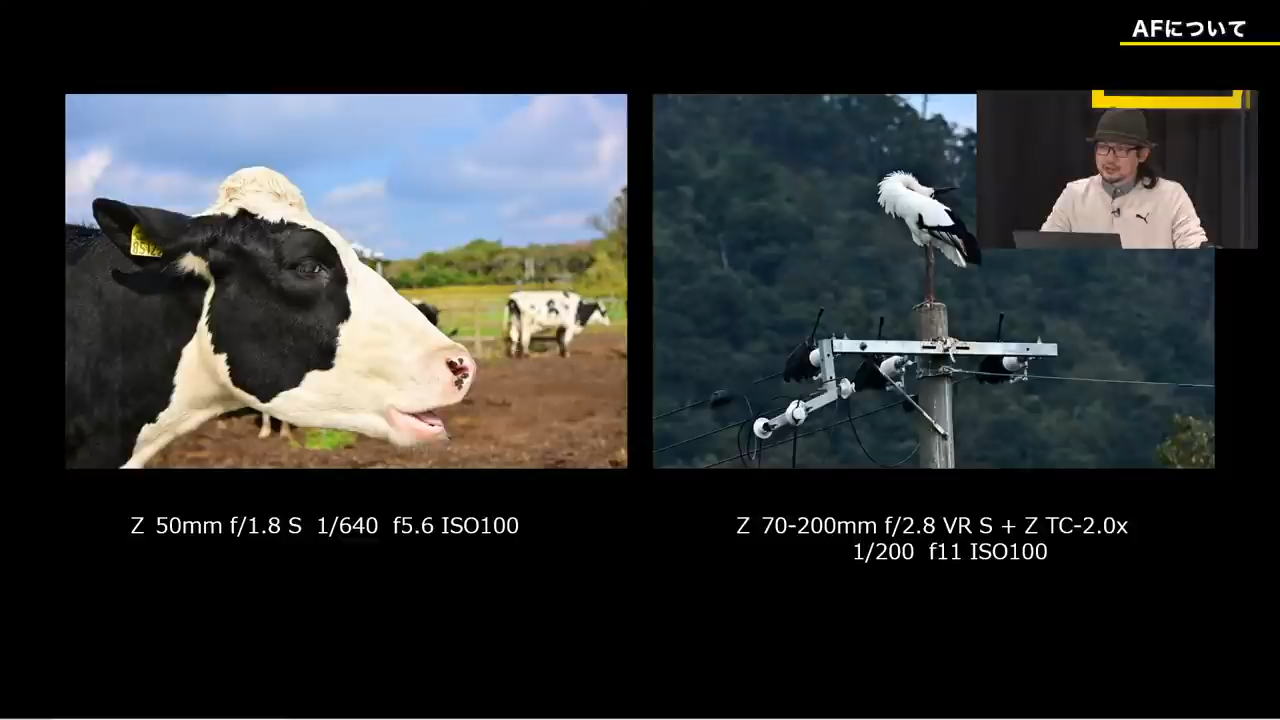 AFについて
Z 50mm f/1.8 S 1/640 f5.6 ISO100
Z 70-200mm f/2.8 VR S + Z TC-2.0x
1/200 f11 ISO100